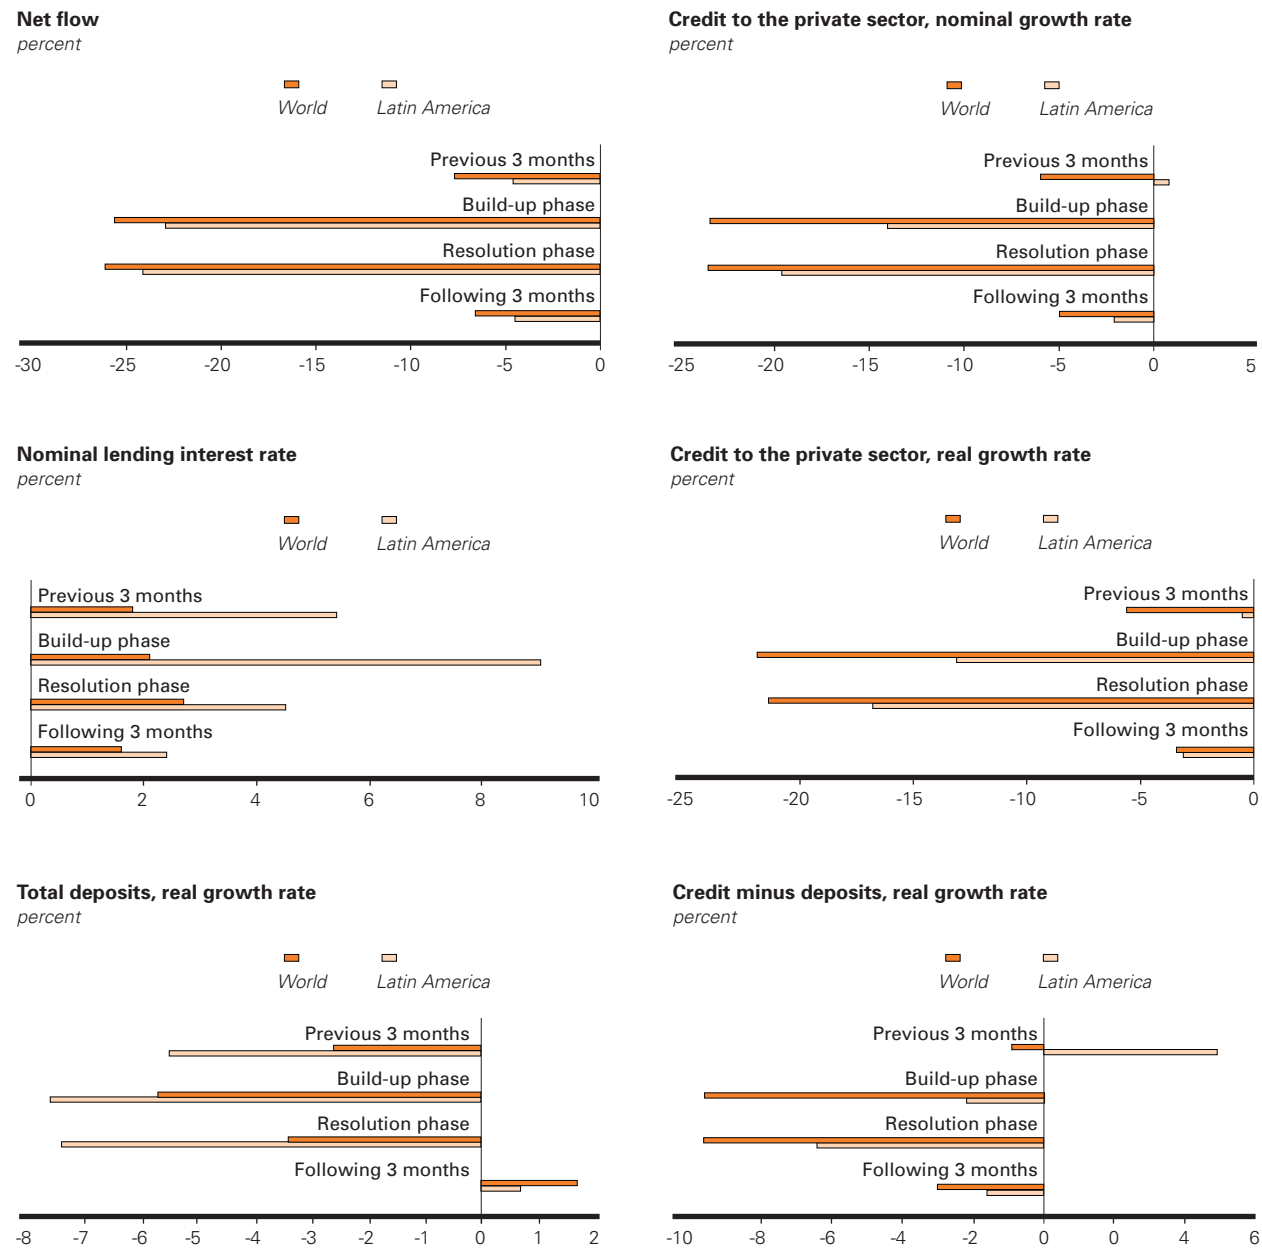 Net flow
percent
World Latin America
Previous 3 months
Build-up phase
Resolution phase
Following 3 months
-30 -25 -20 -15 -10 -5 0
Credit to the private sector, nominal growth rate
percent
World Latin America
Previous 3 months
Build-up phase
Resolution phase
Following 3 months
-25 -20 -15 -10 -5 0 5
Nominal lending interest rate
percent
World Latin America
Previous 3 months
Build-up phase
Resolution phase
Following 3 months
0 2 4 6 8 10
Credit to the private sector, real growth rate
percent
World Latin America
Previous 3 months
Build-up phase
Resolution phase
Following 3 months
-25 -20 -15 -10 -5 0
Total deposits, real growth rate
percent
World Latin America
Previous 3 months
Build-up phase
Resolution phase
Following 3 months
-8 -7 -6 -5 -4 -3 -2 -1 0 1 2
Credit minus deposits, real growth rate
percent
World Latin America
Previous 3 months
Build-up phase
Resolution phase
Following 3 months
-10 -8 -6 -4 -2 0 0 4 6